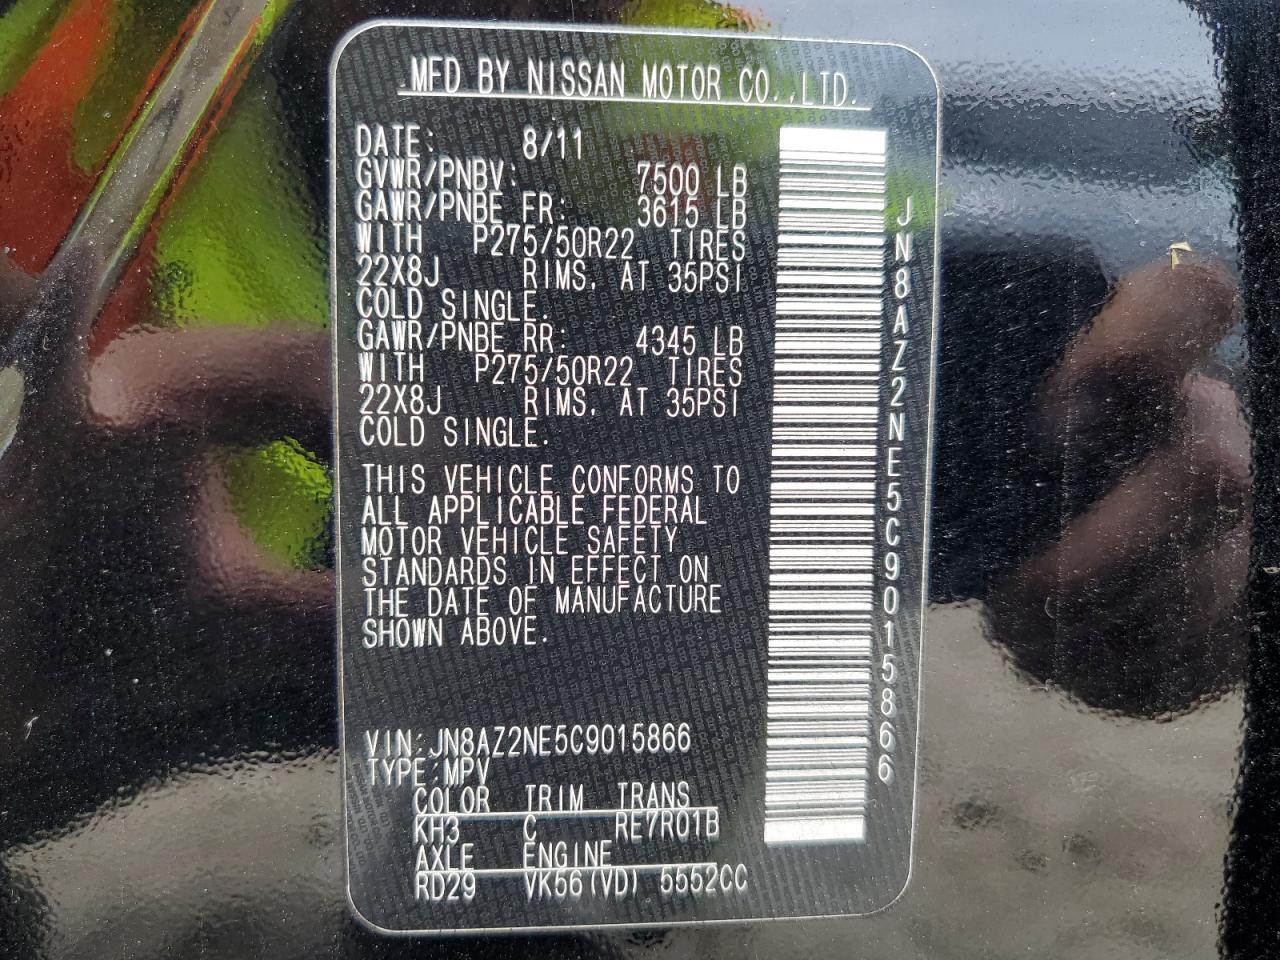 MFD BY NISSAN MOTOR CO.,LTD.
DATE: 8/11
GVWR/PNBV: 7500 LB
GAWR/PNBE FR: 3615 LB
WITH P275/50R22 TIRES
22X8J RIMS. AT 35PSI
COLD SINGLE.
GAWR/PNBE RR: 4345 LB
WITH P275/50R22 TIRES
22X8J RIMS. AT 35PSI
COLD SINGLE.
THIS VEHICLE CONFORMS TO
ALL APPLICABLE FEDERAL
MOTOR VEHICLE SAFETY
STANDARDS IN EFFECT ON
THE DATE OF MANUFACTURE
SHOWN ABOVE.
VIN:JN8AZ2NE5C9015866
TYPE:MPV
COLOR TRIM TRANS
KH3 C RE7R01B
AXLE ENGINE
RD29 VK56(VD) 5552CC
JN8AZ2NE5C9015866